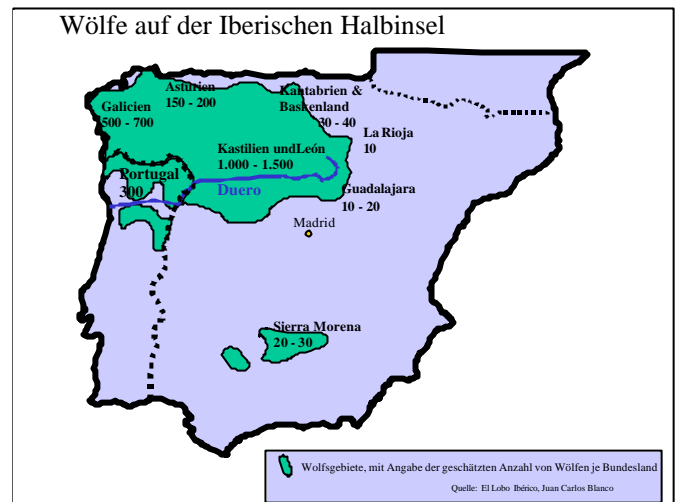 Wölfe auf der Iberischen Halbinsel
Asturien
150 - 200
Kantabrien &
Baskenland
30 - 40
Galicien
500 - 700
La Rioja
10
Kastilien undLeón
1.000 - 1.500
Portugal
300
Duero
Guadalajara
10 - 20
Madrid
Sierra Morena
20 - 30
Wolfsgebiete, mit Angabe der geschätzten Anzahl von Wölfen je Bundesland
Quelle: El Lobo Ibérico, Juan Carlos Blanco